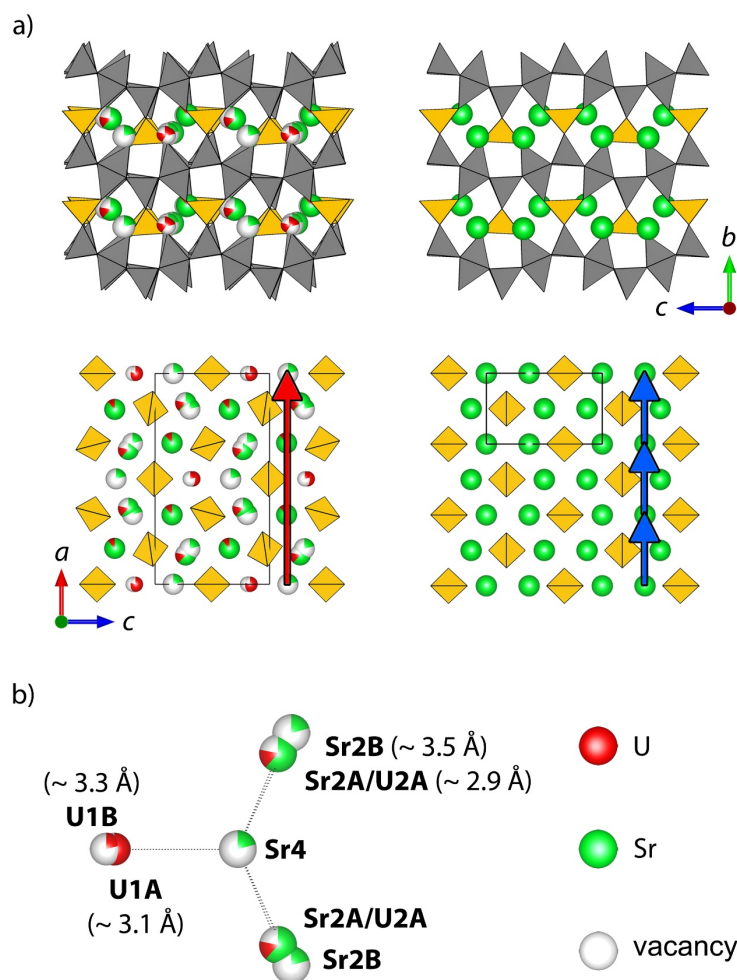 a)
b
c
a
c
b)
Sr2B (~ 3.5 Å)
(~ 3.3 Å)
Sr2A/U2A (~ 2.9 Å)
U1B
Sr4
U1A
Sr2A/U2A
(~ 3.1 Å)
Sr2B
U
Sr
vacancy